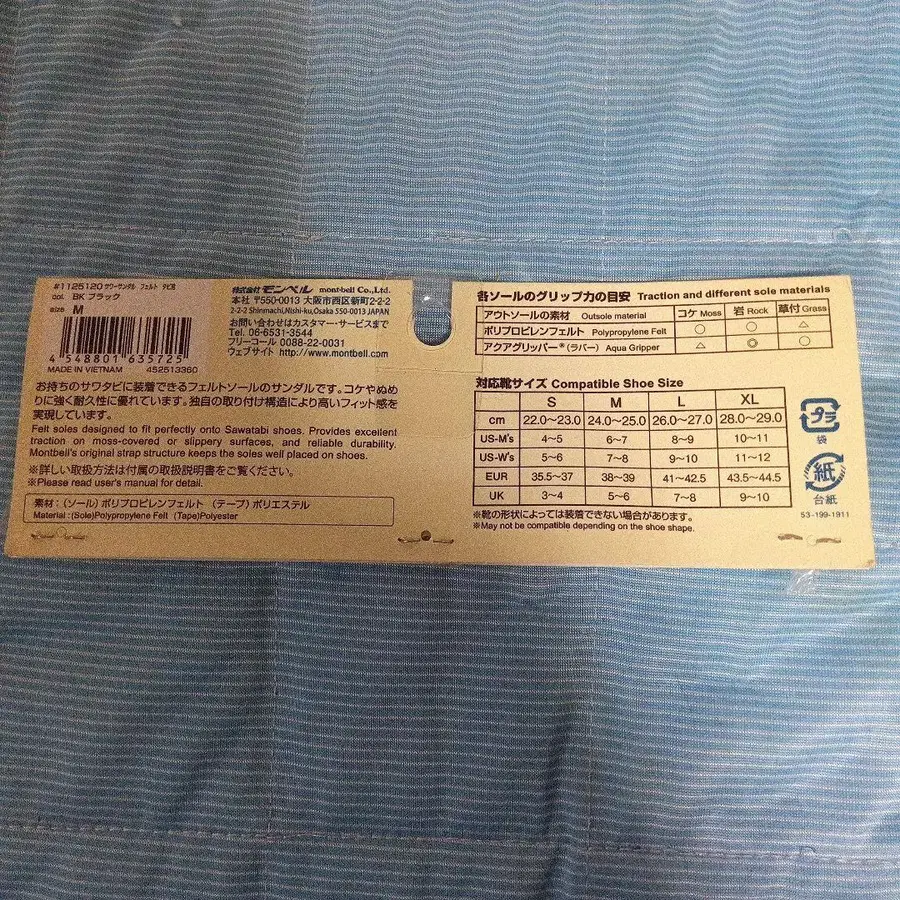 #1125120 サワーサンダル フェルト タビ用
col. BK ブラック
size M
4 548801 635725
MADE IN VIETNAM 452513360
株式会社モンベル mont-bell Co.,Ltd.
本社 〒550-0013 大阪市西区新町2-2-2
2-2-2 Shinmachi,Nishi-ku,Osaka 550-0013 JAPAN
お問い合わせはカスタマー・サービスまで
Tel. 06-6531-3544
フリーコール 0088-22-0031
ウェブサイト http://www.montbell.com
お持ちのサワタビに装着できるフェルトソールのサンダルです。コケやぬめ
りに強く耐久性に優れています。独自の取り付け構造により高いフィット感を
実現しています。
Felt soles designed to fit perfectly onto Sawatabi shoes. Provides excellent
traction on moss-covered or slippery surfaces, and reliable durability.
Montbell's original strap structure keeps the soles well placed on shoes.
※詳しい取扱方法は付属の取扱説明書をご覧ください。
※Please read user's manual for detail.
素材:(ソール)ポリプロピレンフェルト (テープ)ポリエステル
Material:(Sole)Polypropylene Felt (Tape)Polyester
各ソールのグリップ力の目安 Traction and different sole materials
アウトソールの素材 Outsole material コケ Moss 岩 Rock 草付 Grass
ポリプロピレンフェルト Polypropylene Felt ○ ○ △
アクアグリッパー®(ラバー) Aqua Gripper △ ◎ ○
対応靴サイズ Compatible Shoe Size
S M L XL
cm 22.0~23.0 24.0~25.0 26.0~27.0 28.0~29.0
US-M's 4~5 6~7 8~9 10~11
US-W's 5~6 7~8 9~10 11~12
EUR 35.5~37 38~39 41~42.5 43.5~44.5
UK 3~4 5~6 7~8 9~10
※靴の形状によっては装着できない場合があります。
※May not be compatible depending on the shoe shape.
プラ
袋
紙
台紙
53-199-1911